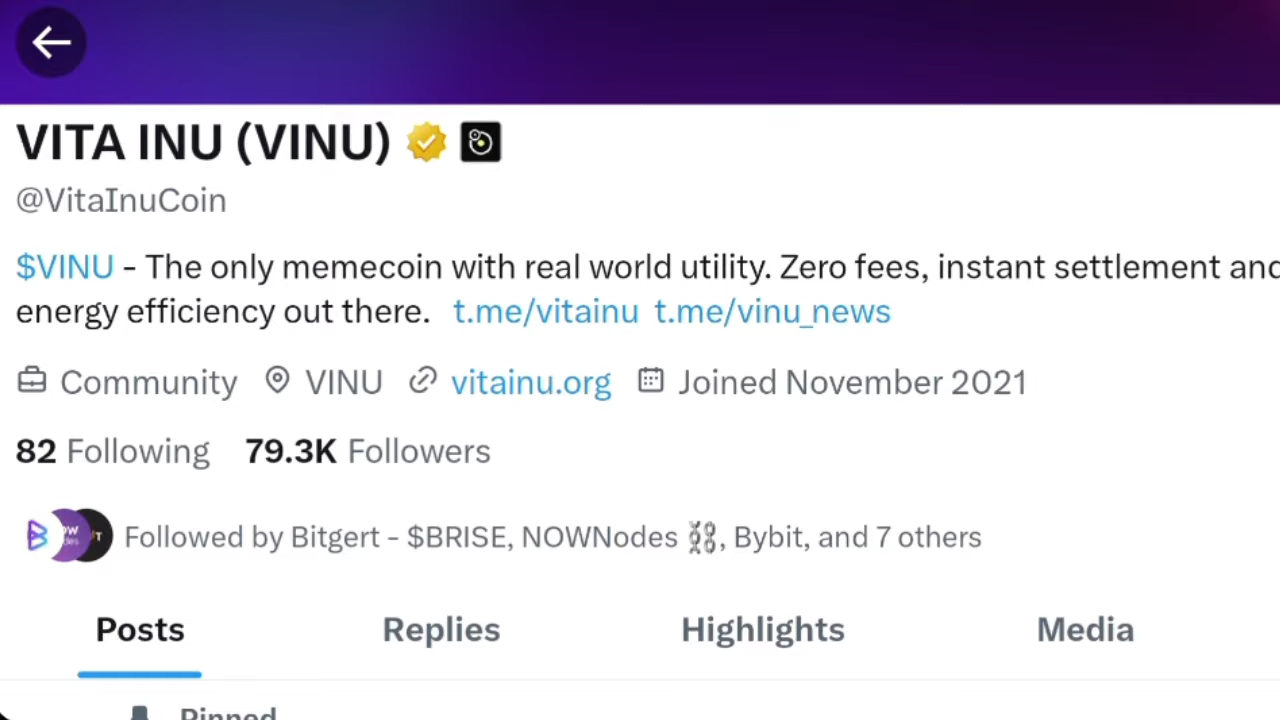 VITA INU (VINU)
@VitaInuCoin
$VINU - The only memecoin with real world utility. Zero fees, instant settlement and
energy efficiency out there. t.me/vitainu t.me/vinu_news
Community VINU vitainu.org Joined November 2021
82 Following 79.3K Followers
Followed by Bitgert - $BRISE, NOWNodes ⛓️, Bybit, and 7 others
Posts Replies Highlights Media
Pinned